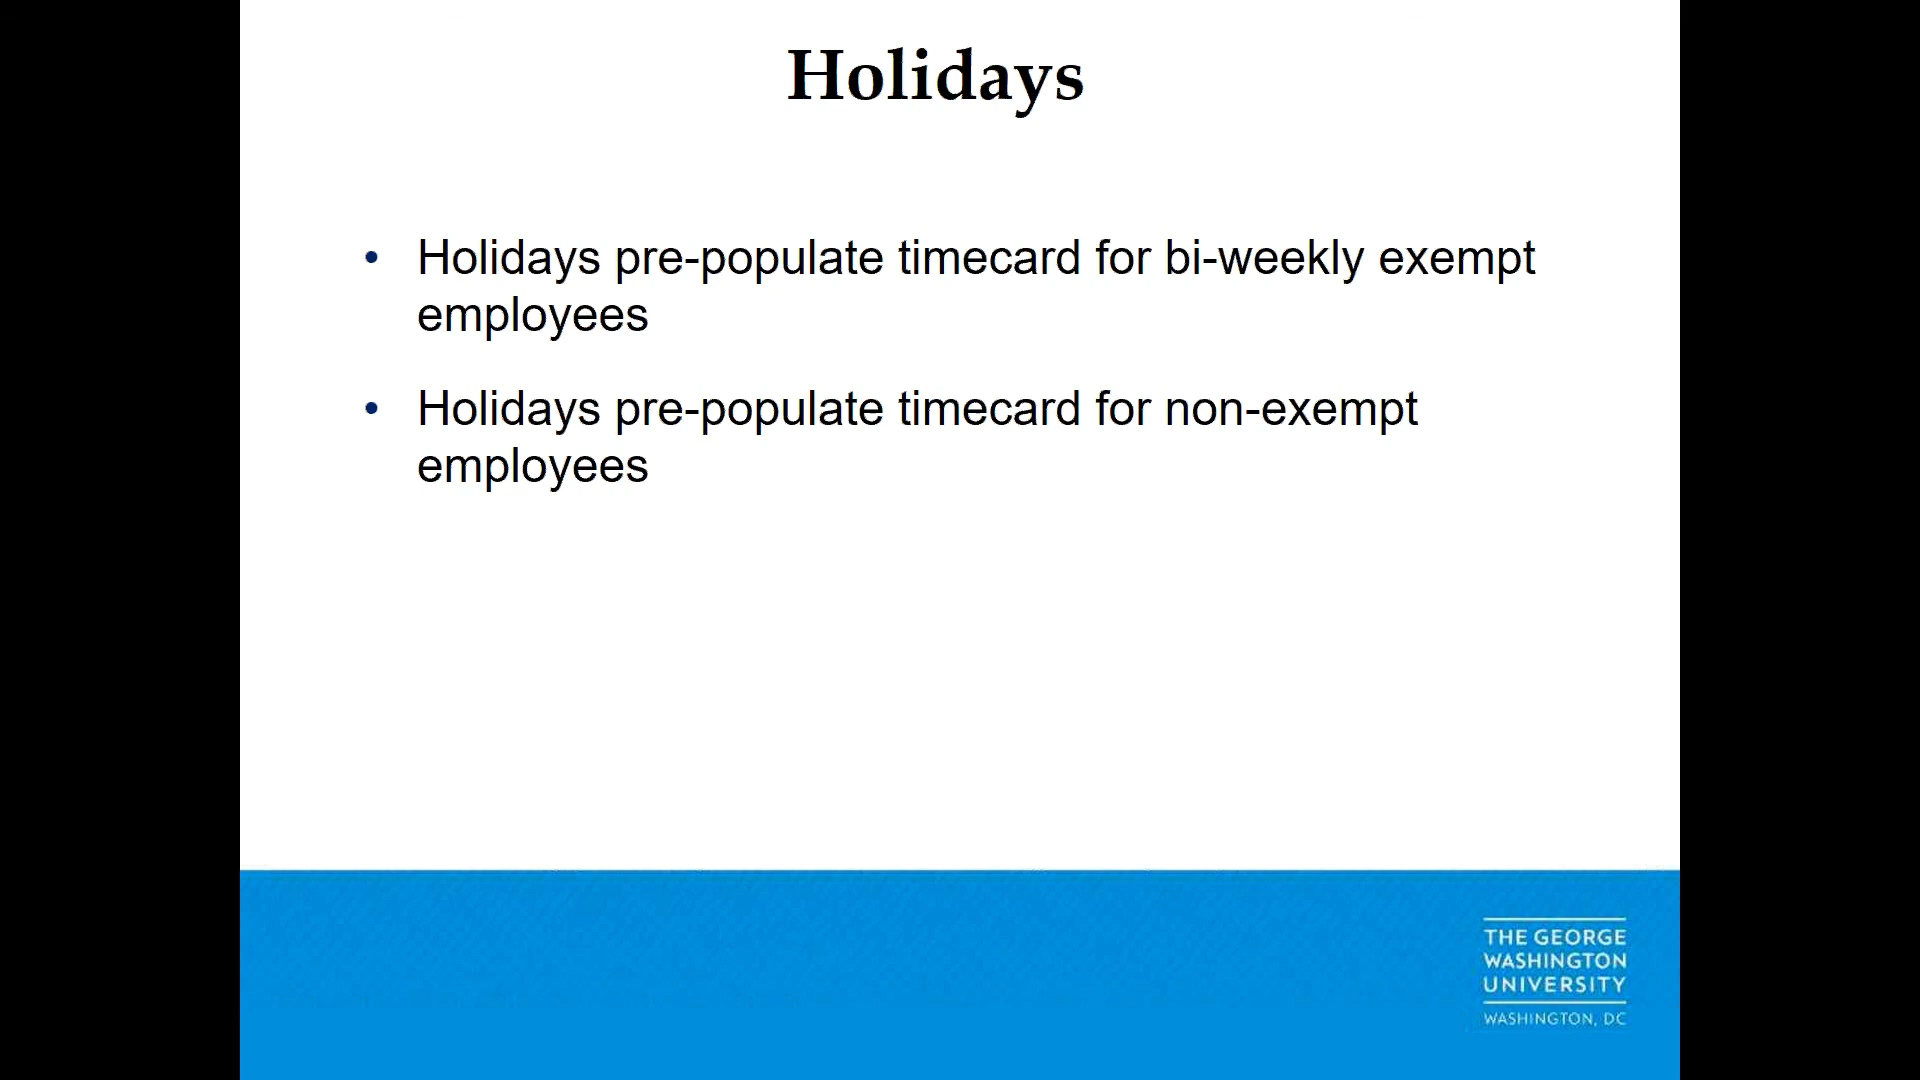 Holidays
• Holidays pre-populate timecard for bi-weekly exempt
employees
• Holidays pre-populate timecard for non-exempt
employees
THE GEORGE
WASHINGTON
UNIVERSITY
WASHINGTON, DC